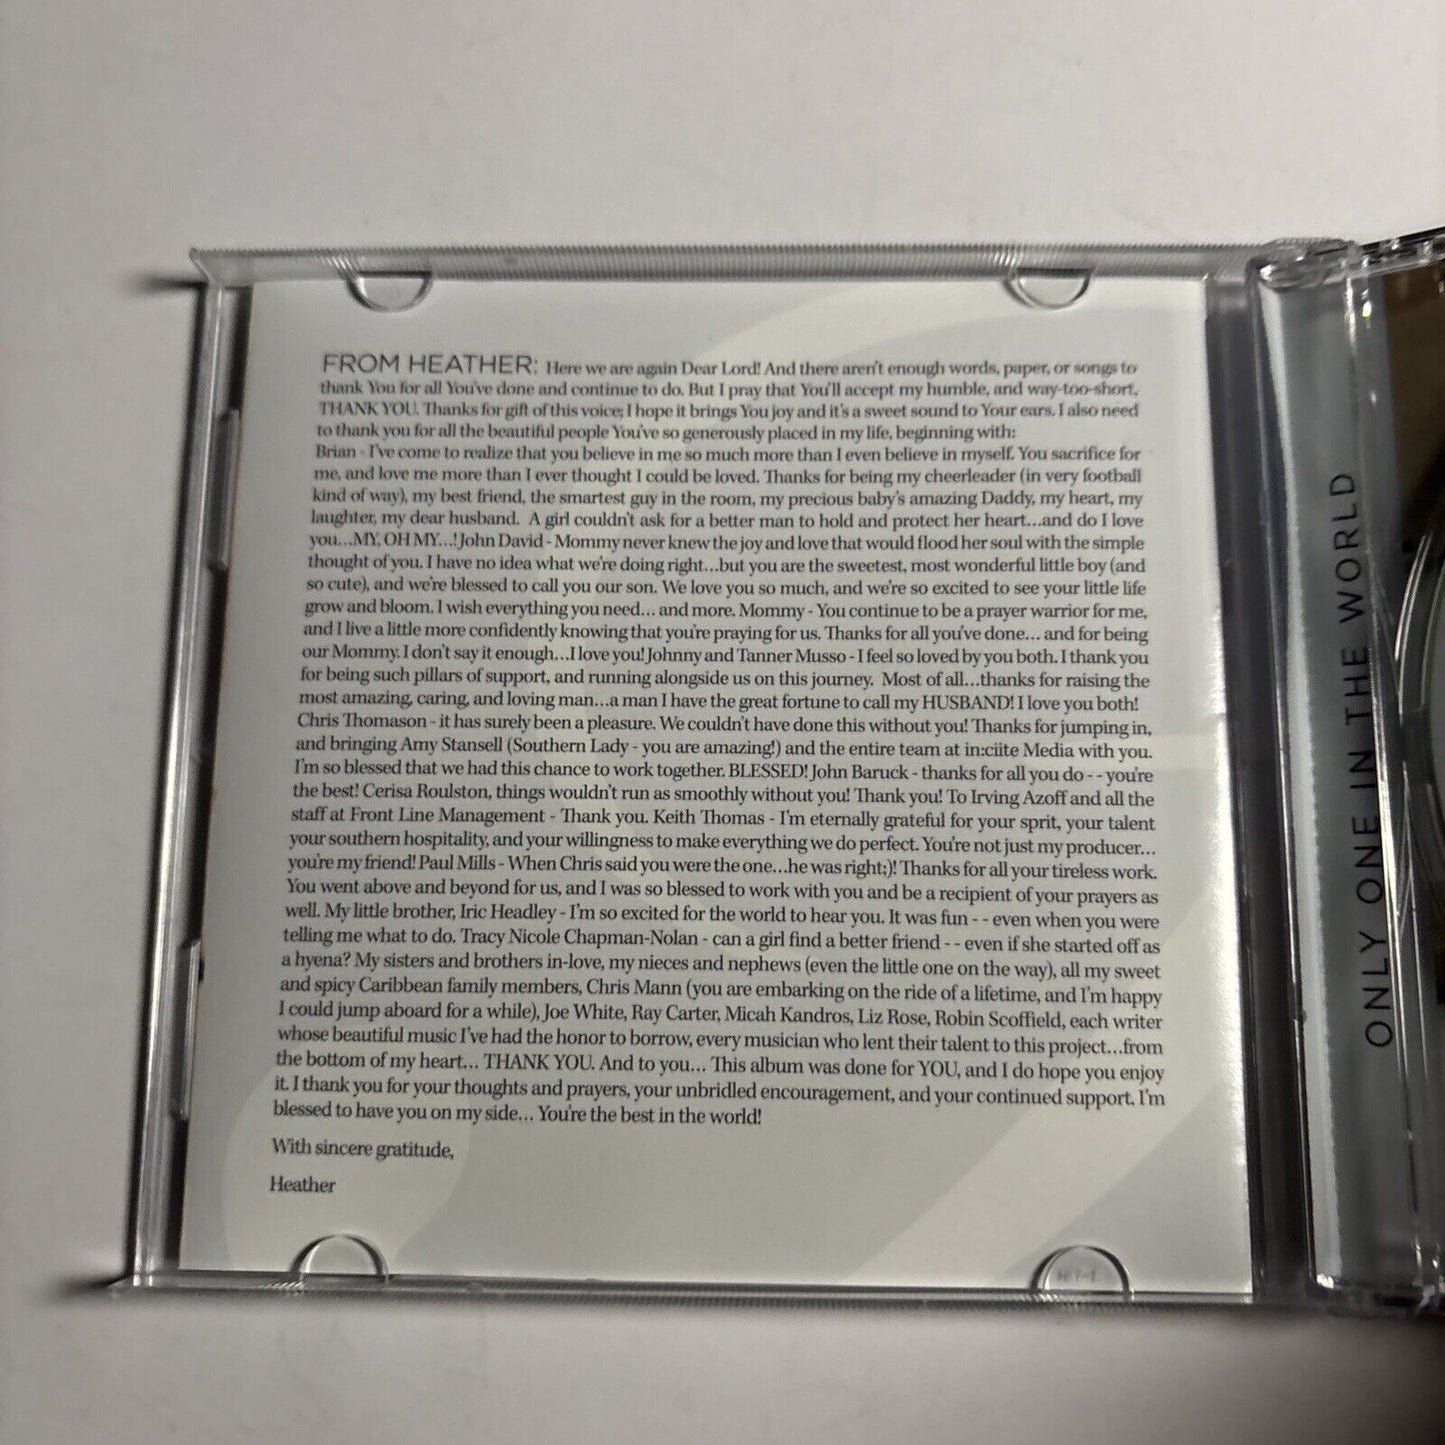 FROM HEATHER: Here we are again Dear Lord! And there aren't enough words, paper, or songs to
thank You for all You've done and continue to do. But I pray that You'll accept my humble, and way-too-short,
THANK YOU. Thanks for gift of this voice; I hope it brings You joy and it's a sweet sound to Your ears. I also need
to thank you for all the beautiful people You've so generously placed in my life, beginning with:
Brian - I've come to realize that you believe in me so much more than I even believe in myself. You sacrifice for
me, and love me more than I ever thought I could be loved. Thanks for being my cheerleader (in very football
kind of way), my best friend, the smartest guy in the room, my precious baby's amazing Daddy, my heart, my
laughter, my dear husband. A girl couldn't ask for a better man to hold and protect her heart...and do I love
you...MY, OH MY...! John David - Mommy never knew the joy and love that would flood her soul with the simple
thought of you. I have no idea what we're doing right...but you are the sweetest, most wonderful little boy (and
so cute), and we're blessed to call you our son. We love you so much, and we're so excited to see your little life
grow and bloom. I wish everything you need... and more. Mommy - You continue to be a prayer warrior for me,
and I live a little more confidently knowing that you're praying for us. Thanks for all you've done... and for being
our Mommy. I don't say it enough...I love you! Johnny and Tanner Musso - I feel so loved by you both. I thank you
for being such pillars of support, and running alongside us on this journey. Most of all...thanks for raising the
most amazing, caring, and loving man...a man I have the great fortune to call my HUSBAND! I love you both!
Chris Thomason - it has surely been a pleasure. We couldn't have done this without you! Thanks for jumping in,
and bringing Amy Stansell (Southern Lady - you are amazing!) and the entire team at in:ciite Media with you.
I'm so blessed that we had this chance to work together. BLESSED! John Baruck - thanks for all you do - - you're
the best! Cerisa Roulston, things wouldn't run as smoothly without you! Thank you! To Irving Azoff and all the
staff at Front Line Management - Thank you. Keith Thomas - I'm eternally grateful for your sprit, your talent
your southern hospitality, and your willingness to make everything we do perfect. You're not just my producer...
you're my friend! Paul Mills - When Chris said you were the one...he was right;)! Thanks for all your tireless work.
You went above and beyond for us, and I was so blessed to work with you and be a recipient of your prayers as
well. My little brother, Iric Headley - I'm so excited for the world to hear you. It was fun - - even when you were
telling me what to do. Tracy Nicole Chapman-Nolan - can a girl find a better friend - - even if she started off as
a hyena? My sisters and brothers in-love, my nieces and nephews (even the little one on the way), all my sweet
and spicy Caribbean family members, Chris Mann (you are embarking on the ride of a lifetime, and I'm happy
I could jump aboard for a while), Joe White, Ray Carter, Micah Kandros, Liz Rose, Robin Scoffield, each writer
whose beautiful music I've had the honor to borrow, every musician who lent their talent to this project...from
the bottom of my heart... THANK YOU. And to you... This album was done for YOU, and I do hope you enjoy
it. I thank you for your thoughts and prayers, your unbridled encouragement, and your continued support. I'm
blessed to have you on my side... You're the best in the world!
With sincere gratitude,
Heather
ONLY ONE IN THE WORLD